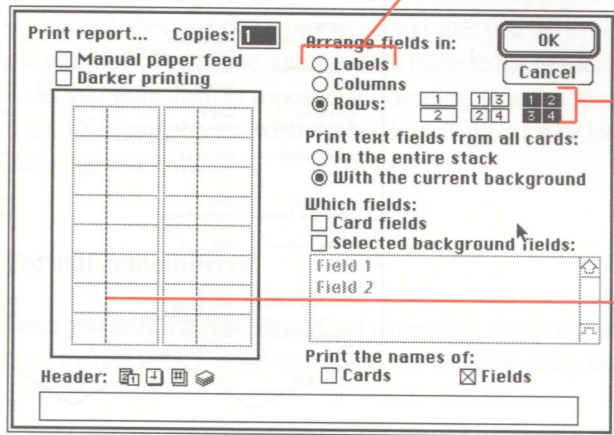 Print report... Copies: 1
Manual paper feed
Darker printing
Arrange fields in:
Labels
Columns
Rows:
1 2
1 3 2 4
1 2 3 4
OK
Cancel
Print text fields from all cards:
In the entire stack
With the current background
Which fields:
Card fields
Selected background fields:
Field 1
Field 2
Print the names of:
Cards Fields
Header: